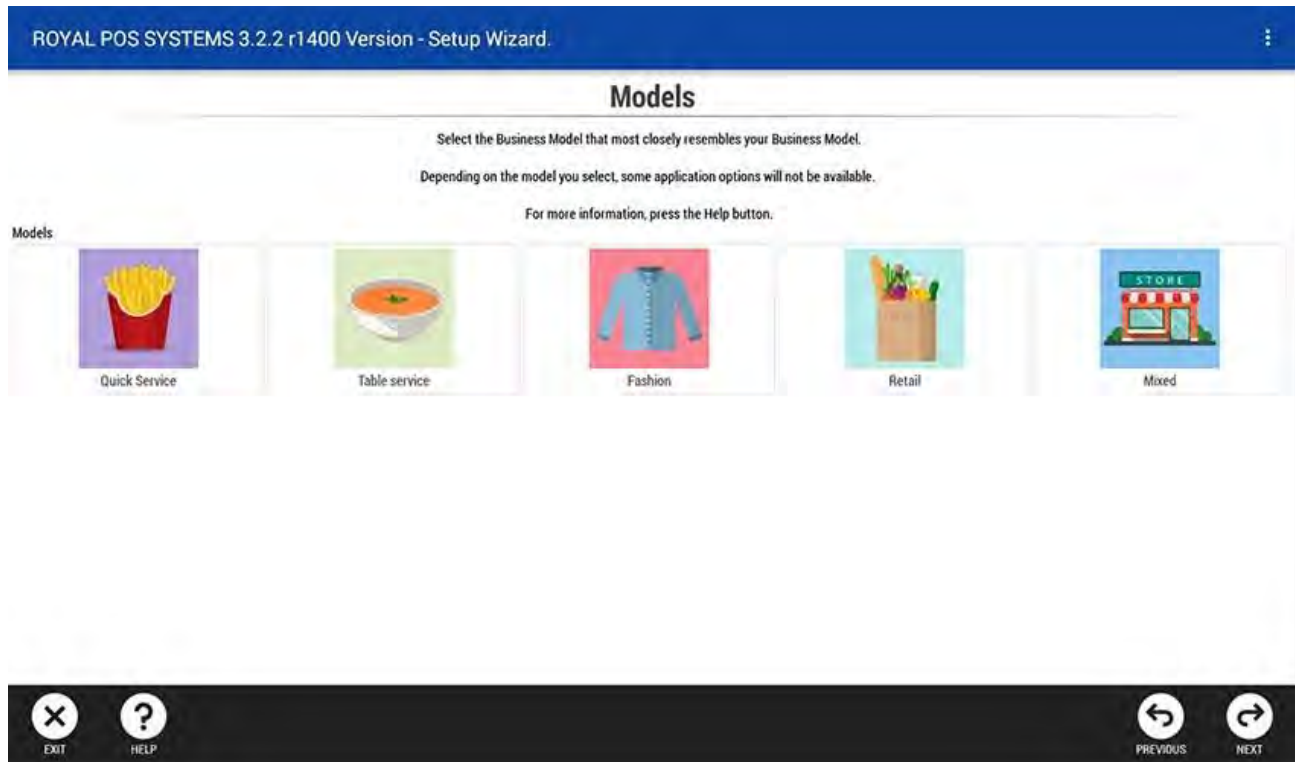 ROYAL POS SYSTEMS 3.2.2 r1400 Version - Setup Wizard.
Models
Select the Business Model that most closely resembles your Business Model.
Depending on the model you select, some application options will not be available.
For more information, press the Help button.
Models
STORE
Quick Service
Table service
Fashion
Retail
Mixed
EXIT
HELP
PREVIOUS
NEXT